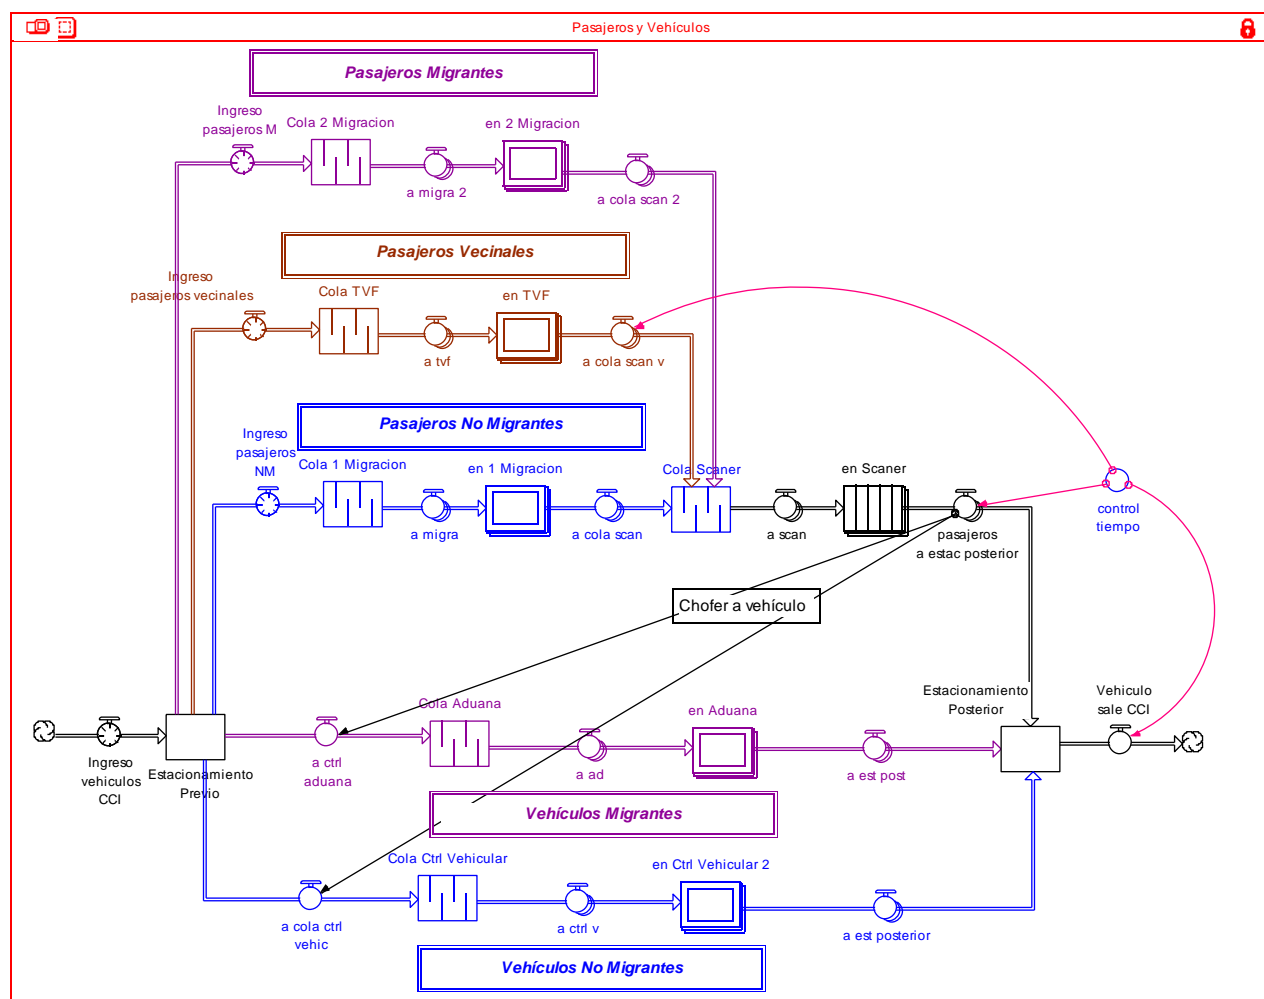 Pasajeros y Vehículos
Pasajeros Migrantes
Ingreso
pasajeros M
Cola 2 Migracion
en 2 Migracion
a migra 2
a cola scan 2
Pasajeros Vecinales
Ingreso
pasajeros vecinales
Cola TVF
en TVF
a tvf
a cola scan v
Pasajeros No Migrantes
Ingreso
pasajeros
NM
Cola 1 Migracion
en 1 Migracion
Cola Scaner
en Scaner
a migra
a cola scan
a scan
pasajeros
a estac posterior
control
tiempo
Chofer a vehículo
Estacionamiento
Posterior
Vehiculo
sale CCI
Cola Aduana
en Aduana
Ingreso
vehiculos
CCI
Estacionamiento
Previo
a ctrl
aduana
a ad
a est post
Vehículos Migrantes
Cola Ctrl Vehicular
en Ctrl Vehicular 2
a cola ctrl
vehic
a ctrl v
a est posterior
Vehículos No Migrantes